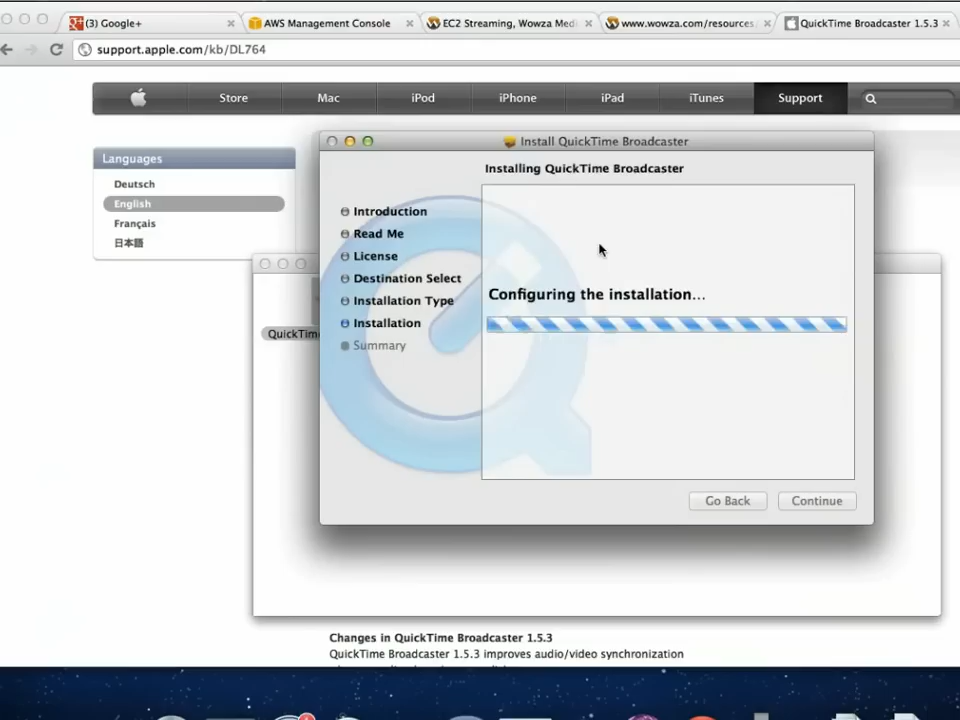 (3) Google+
AWS Management Console
EC2 Streaming, Wowza Med
www.wowza.com/resources
QuickTime Broadcaster 1.5.3
support.apple.com/kb/DL764
Store
Mac
iPod
iPhone
iPad
iTunes
Support
Languages
Deutsch
English
Français
日本語
Install QuickTime Broadcaster
Installing QuickTime Broadcaster
Introduction
Read Me
License
Destination Select
Installation Type
Installation
Summary
Configuring the installation...
Go Back
Continue
QuickTim
Changes in QuickTime Broadcaster 1.5.3
QuickTime Broadcaster 1.5.3 improves audio/video synchronization